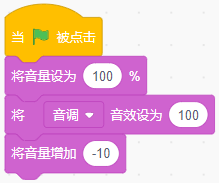 当 被点击
将音量设为 100 %
将 音调 音效设为 100
将音量增加 -10